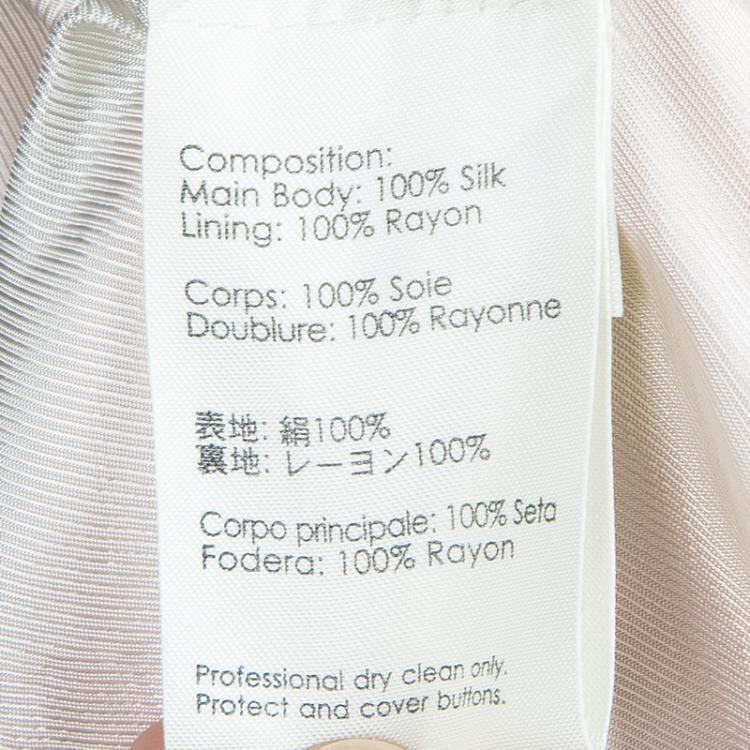 Composition:
Main Body: 100% Silk
Lining: 100% Rayon
Corps: 100% Soie
Doublure: 100% Rayonne
表地: 絹100%
裏地: レーヨン100%
Corpo principale: 100% Seta
Fodera: 100% Rayon
Professional dry clean only.
Protect and cover buttons.